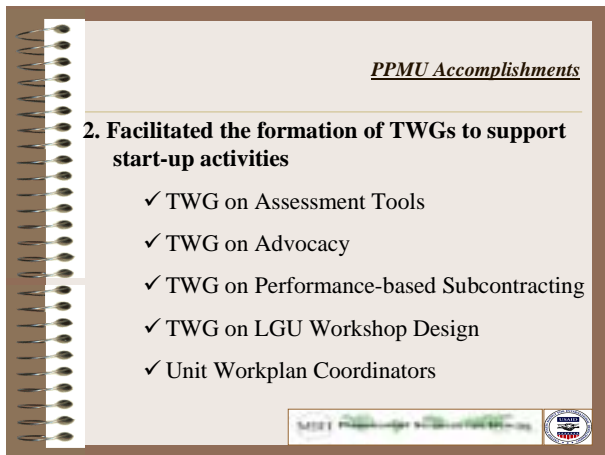 PPMU Accomplishments
2. Facilitated the formation of TWGs to support
start-up activities
✓ TWG on Assessment Tools
✓ TWG on Advocacy
✓ TWG on Performance-based Subcontracting
✓ TWG on LGU Workshop Design
✓ Unit Workplan Coordinators
USAID